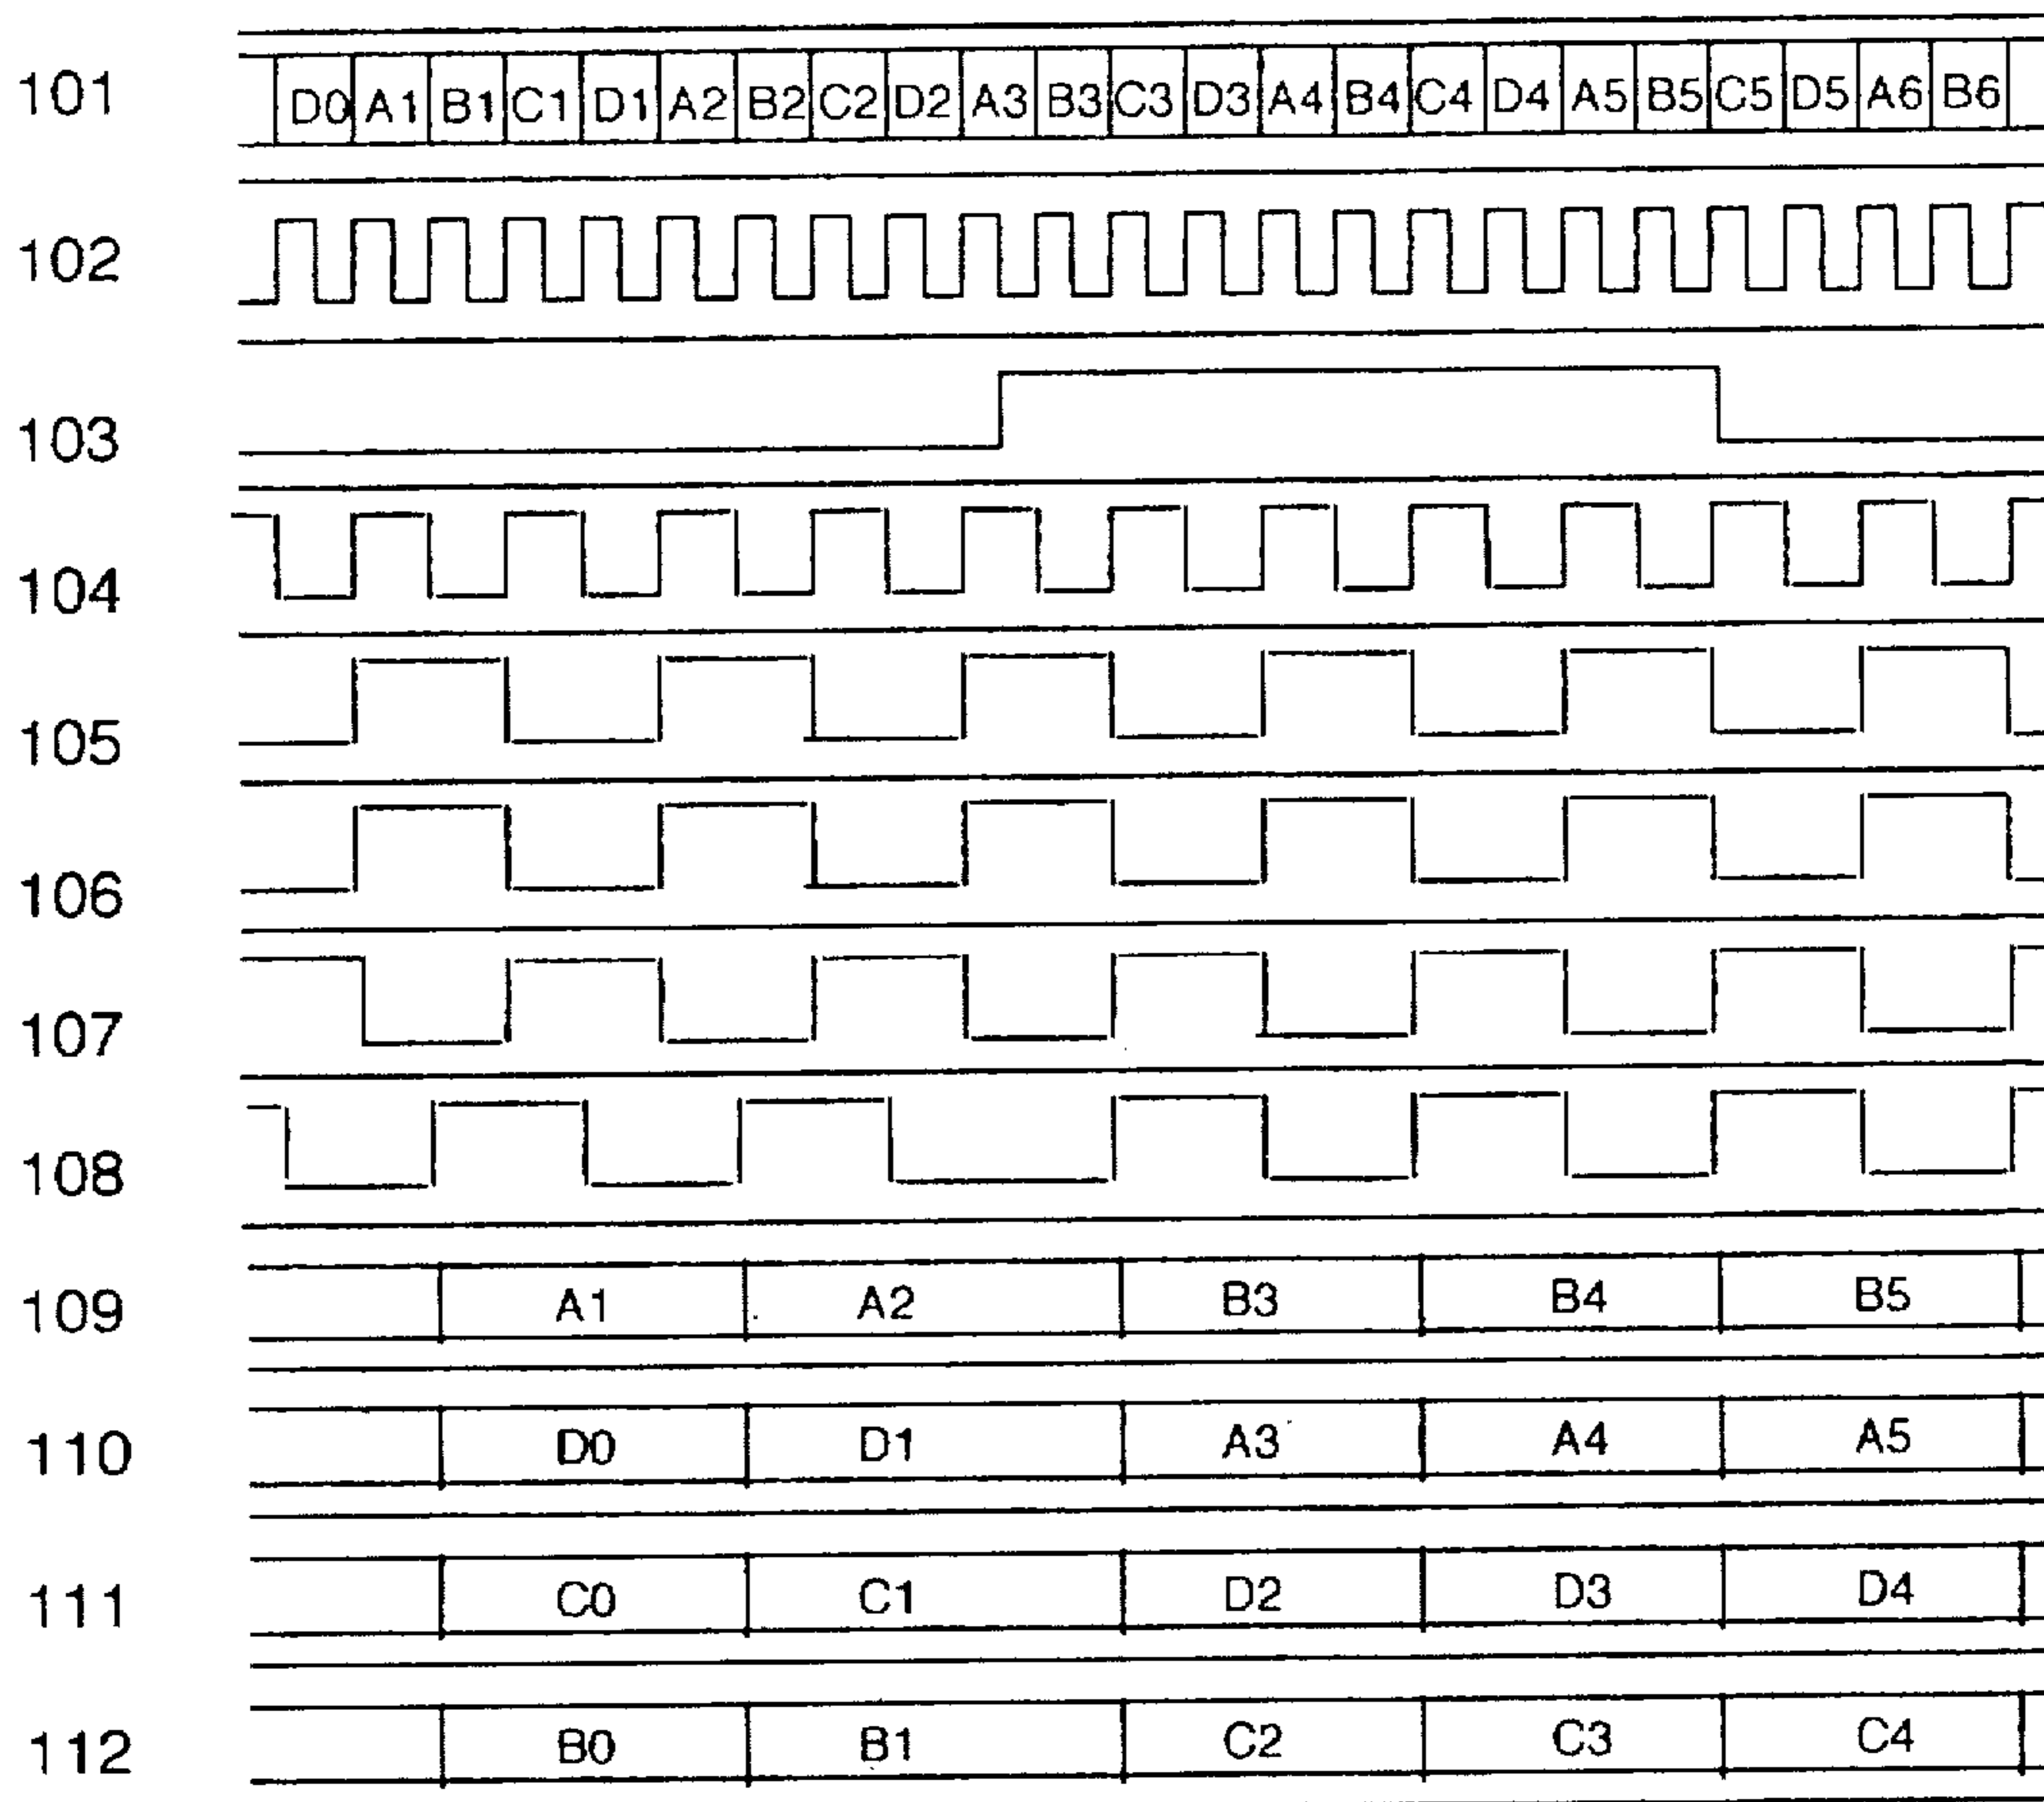 101 D0 A1 B1 C1 D1 A2 B2 C2 D2 A3 B3 C3 D3 A4 B4 C4 D4 A5 B5 C5 D5 A6 B6
102
103
104
105
106
107
108
109 A1 A2 B3 B4 B5
110 D0 D1 A3 A4 A5
111 C0 C1 D2 D3 D4
112 B0 B1 C2 C3 C4